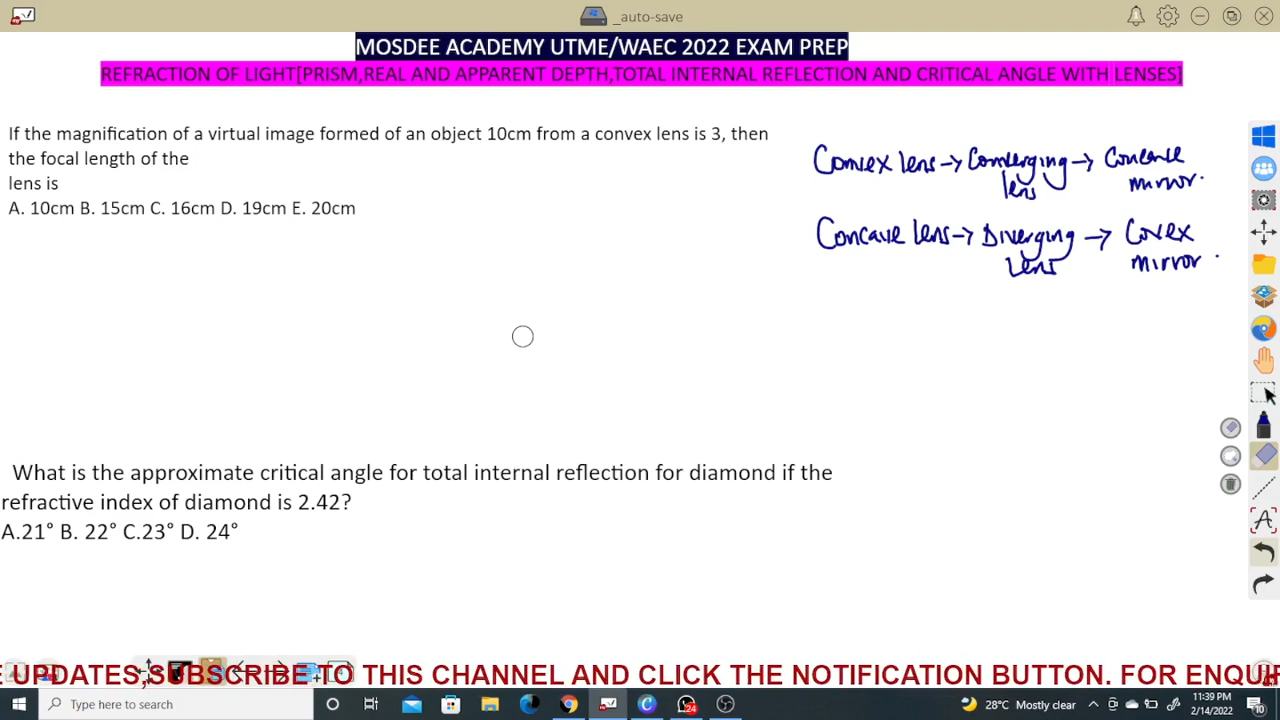 _auto-save
MOSDEE ACADEMY UTME/WAEC 2022 EXAM PREP
REFRACTION OF LIGHT[PRISM,REAL AND APPARENT DEPTH,TOTAL INTERNAL REFLECTION AND CRITICAL ANGLE WITH LENSES]
If the magnification of a virtual image formed of an object 10cm from a convex lens is 3, then
the focal length of the
lens is
A. 10cm B. 15cm C. 16cm D. 19cm E. 20cm
Convex lens → Converging → Concave
lens mirror.
Concave lens → Diverging → Covex
lens mirror
What is the approximate critical angle for total internal reflection for diamond if the
refractive index of diamond is 2.42?
A.21° B. 22° C.23° D. 24°
E UPDATES,SUBSCRIBE TO THIS CHANNEL AND CLICK THE NOTIFICATION BUTTON. FOR ENQUI
Type here to search
24
28°C Mostly clear
11:39 PM
2/14/2022
10